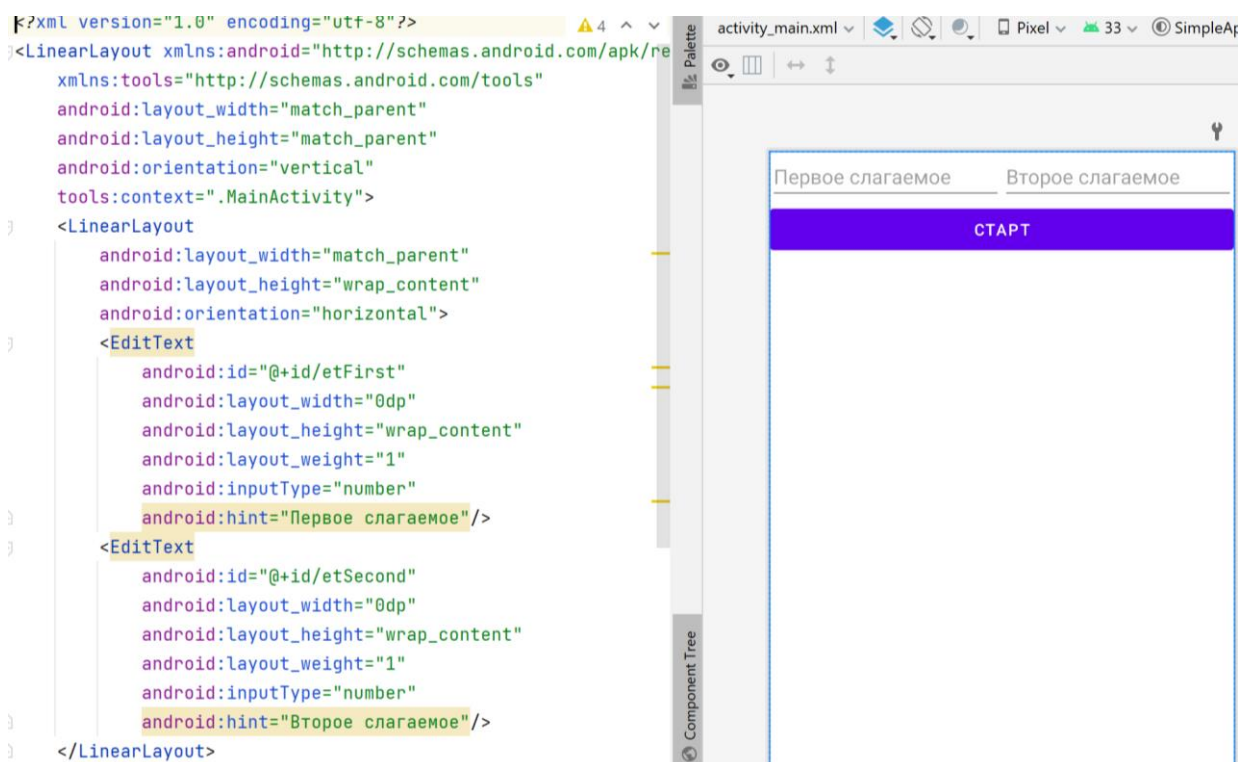 <?xml version="1.0" encoding="utf-8"?>
4
<LinearLayout xmlns:android="http://schemas.android.com/apk/re
xmlns:tools="http://schemas.android.com/tools"
android:layout_width="match_parent"
android:layout_height="match_parent"
android:orientation="vertical"
tools:context=".MainActivity">
<LinearLayout
android:layout_width="match_parent"
android:layout_height="wrap_content"
android:orientation="horizontal">
<EditText
android:id="@+id/etFirst"
android:layout_width="0dp"
android:layout_height="wrap_content"
android:layout_weight="1"
android:inputType="number"
android:hint="Первое слагаемое"/>
<EditText
android:id="@+id/etSecond"
android:layout_width="0dp"
android:layout_height="wrap_content"
android:layout_weight="1"
android:inputType="number"
android:hint="Второе слагаемое"/>
</LinearLayout>
Palette
Component Tree
activity_main.xml Pixel 33 SimpleAp
Первое слагаемое Второе слагаемое
СТАРТ